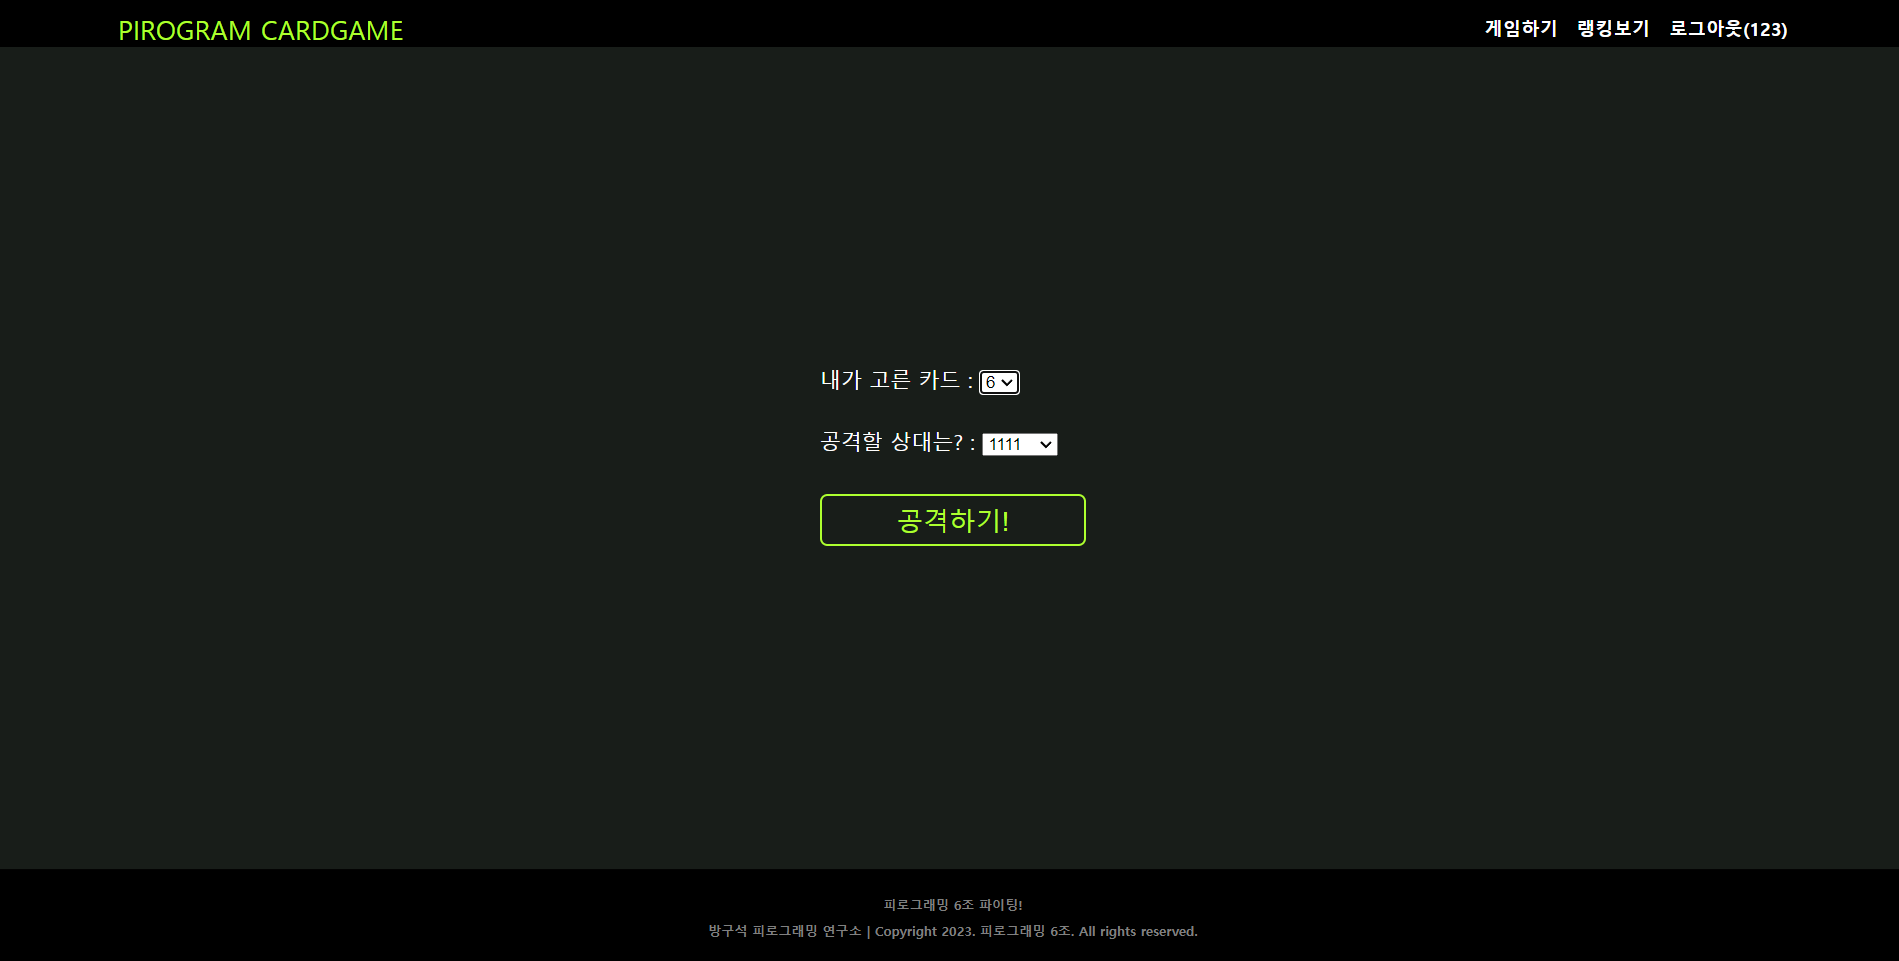 PIROGRAM CARDGAME
게임하기 랭킹보기 로그아웃(123)
내가 고른 카드 : 6
공격할 상대는? : 1111
공격하기!
피로그래밍 6조 파이팅!
방구석 피로그래밍 연구소 | Copyright 2023. 피로그래밍 6조. All rights reserved.